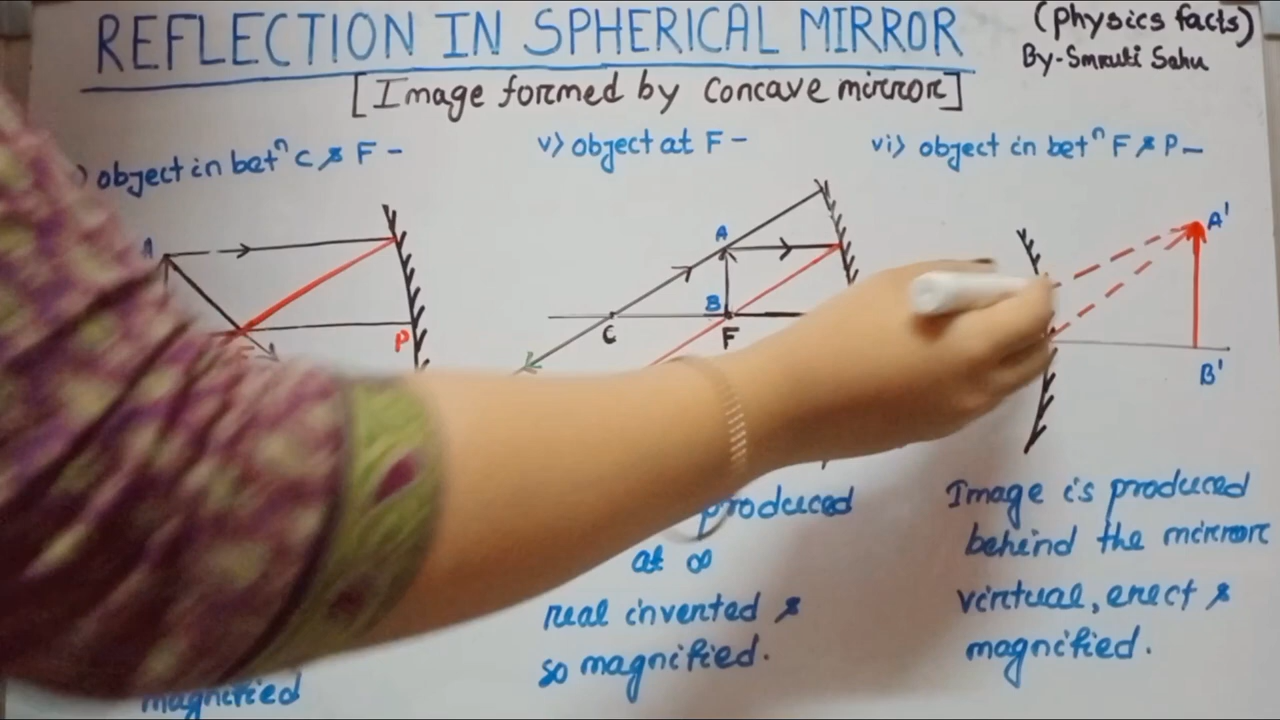 REFLECTION IN SPHERICAL MIRROR
(physics facts)
By-Smruti Sahu
[Image formed by concave mirror]
) object in betⁿ C & F -
v) object at F -
vi) object in betⁿ F & P -
A
P
A
B
C
F
A'
B'
magnified
produced
at ∞
real invented &
so magnified.
Image is produced
behind the mirror
virtual, erect &
magnified.